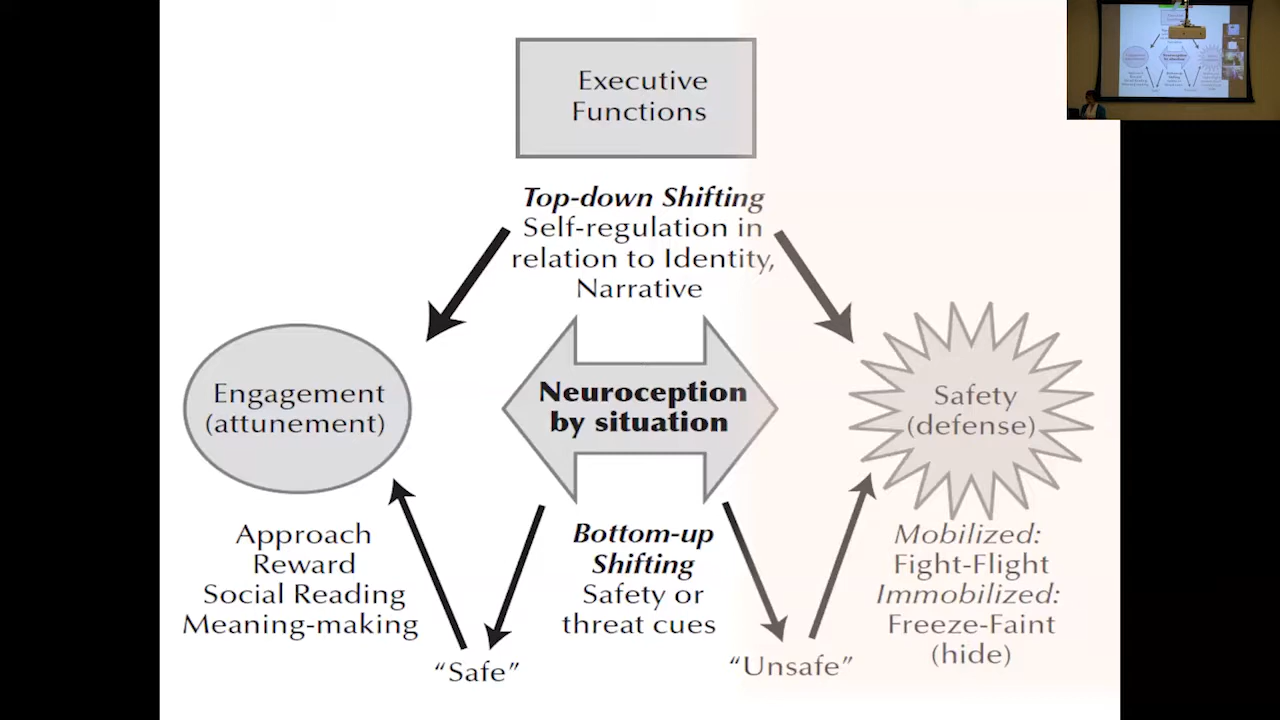 Executive
Functions
Top-down Shifting
Self-regulation in
relation to Identity,
Narrative
Engagement
(attunement)
Neuroception
by situation
Safety
(defense)
Approach
Reward
Social Reading
Meaning-making
Bottom-up
Shifting
Safety or
threat cues
Mobilized:
Fight-Flight
Immobilized:
Freeze-Faint
(hide)
“Safe”
“Unsafe”